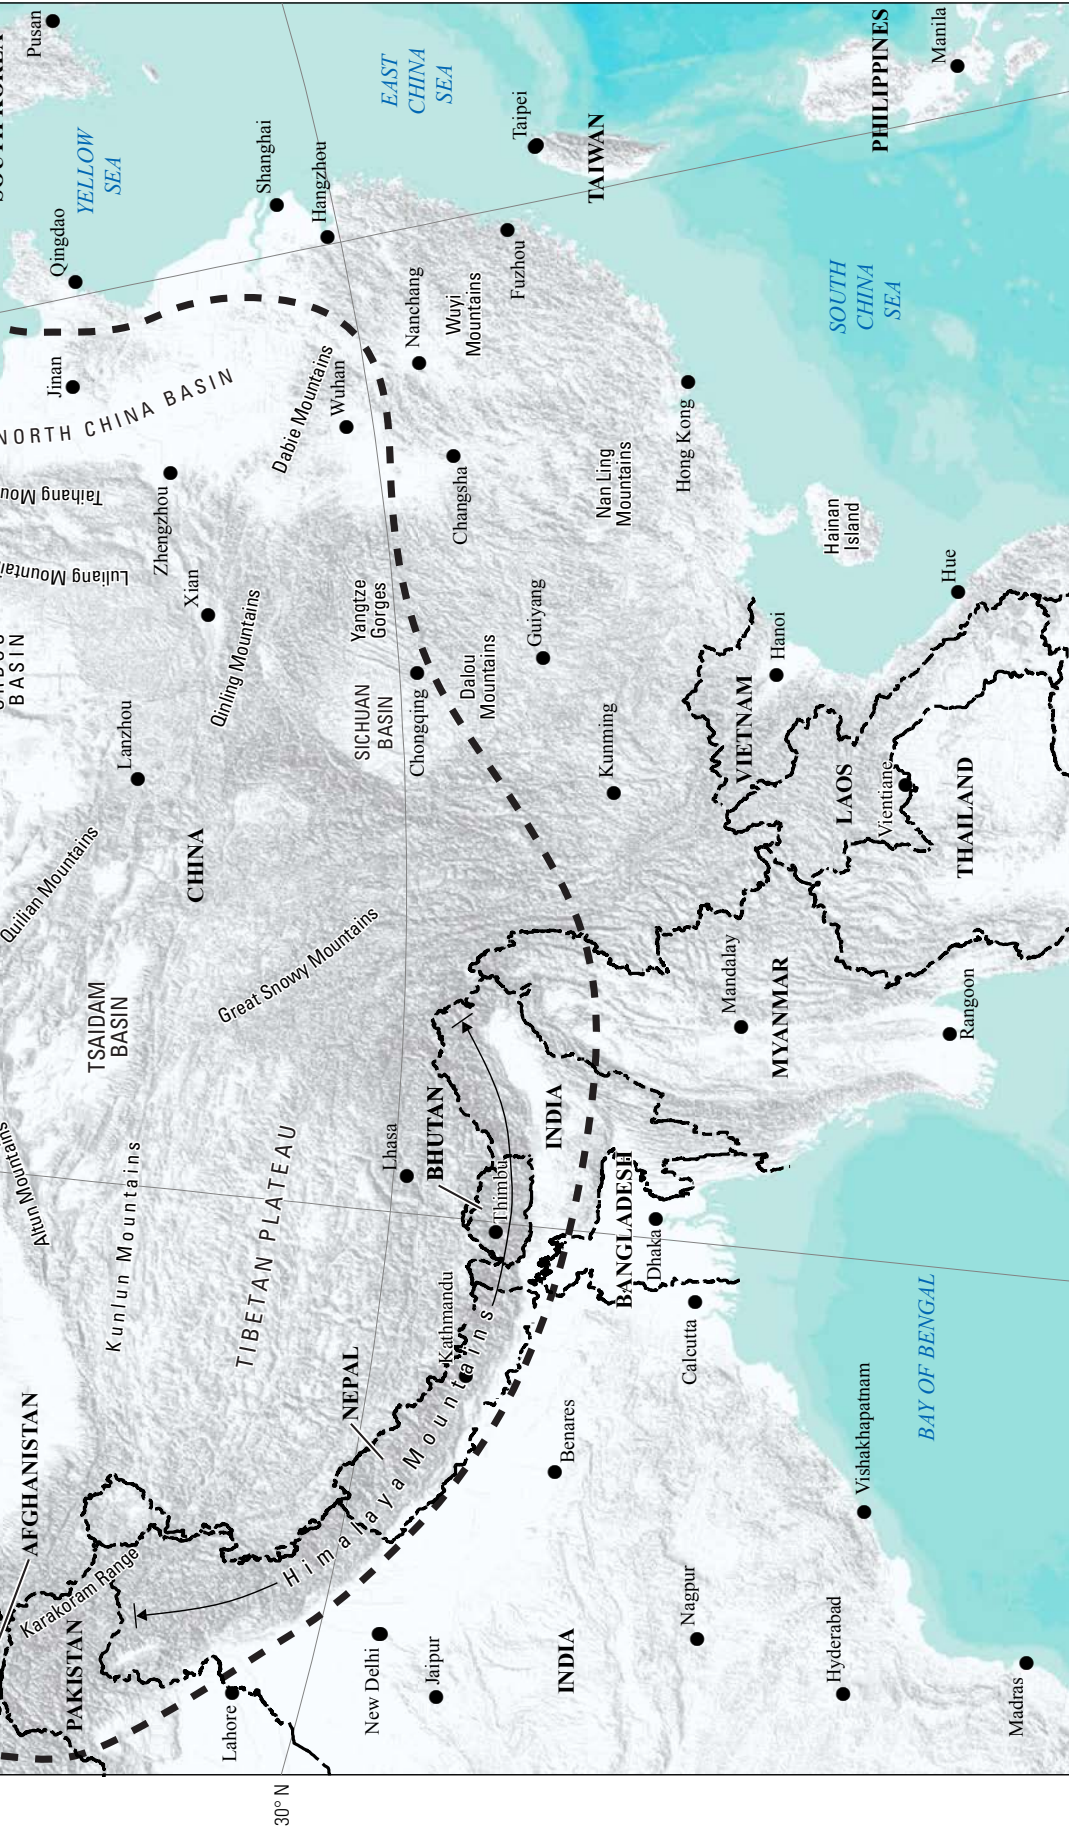 Pusan
YELLOW
SEA
EAST
CHINA
SEA
Taipei
TAIWAN
PHILIPPINES
Manila
Shanghai
Hangzhou
Qingdao
Jinan
NORTH CHINA BASIN
Dabie Mountains
Wuhan
Nanchang
Wuyi
Mountains
Fuzhou
SOUTH
CHINA
SEA
Zhengzhou
Xian
Qinling Mountains
Yangtze
Gorges
Changsha
Nan Ling
Mountains
Hong Kong
Hainan
Island
Hue
BASIN
Lanzhou
SICHUAN
BASIN
Chongqing
Dalou
Mountains
Guiyang
Kunming
Hanoi
VIETNAM
LAOS
Vientiane
THAILAND
Quilian Mountains
CHINA
Great Snowy Mountains
TSAIDAM
BASIN
Mandalay
MYANMAR
Rangoon
Altun Mountains
Kunlun Mountains
TIBETAN PLATEAU
Lhasa
BHUTAN
Thimbu
INDIA
BANGLADESH
Dhaka
Calcutta
BAY OF BENGAL
Kathmandu
NEPAL
Himalaya Mountains
Benares
Vishakhapatnam
AFGHANISTAN
Karakoram Range
PAKISTAN
Lahore
New Delhi
Jaipur
INDIA
Nagpur
Hyderabad
Madras
30° N